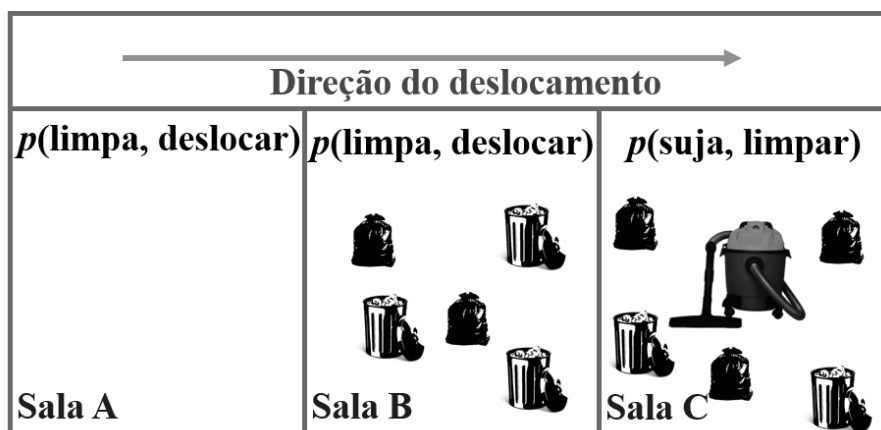 Direção do deslocamento
p(limpa, deslocar) p(limpa, deslocar) p(suja, limpar)
Sala A Sala B Sala C